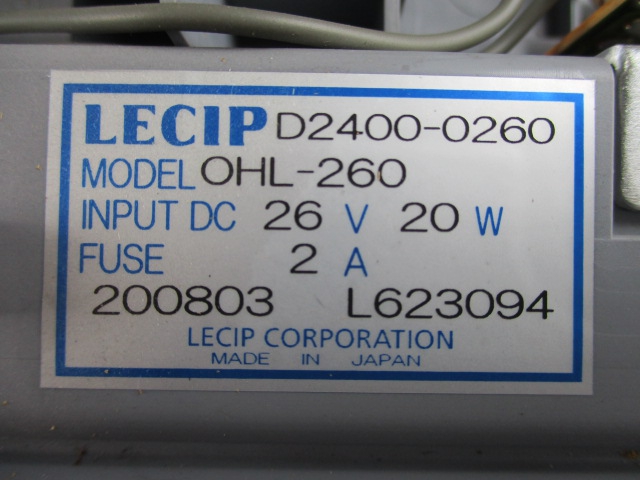 LECIP D2400-0260
MODEL OHL-260
INPUT DC 26 V 20 W
FUSE 2 A
200803 L623094
LECIP CORPORATION
MADE IN JAPAN